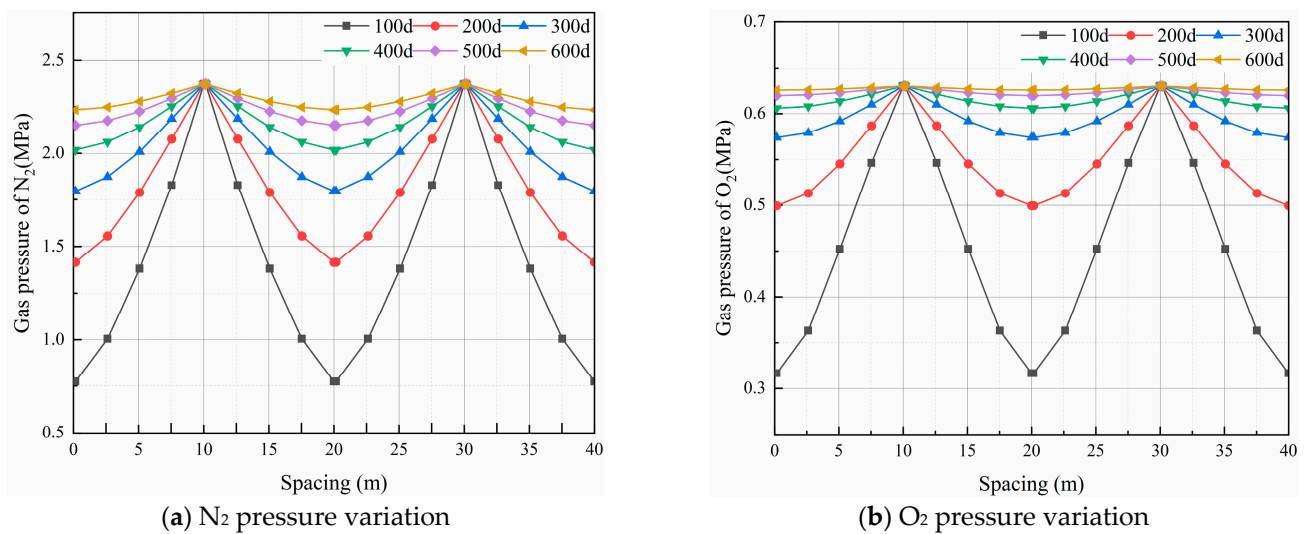 100d 200d 300d
400d 500d 600d
2.5
2.0
1.5
1.0
0.5
Gas pressure of N₂(MPa)
0 5 10 15 20 25 30 35 40
Spacing (m)
(a) N₂ pressure variation
100d 200d 300d
400d 500d 600d
0.7
0.6
0.5
0.4
0.3
Gas pressure of O₂(MPa)
0 5 10 15 20 25 30 35 40
Spacing (m)
(b) O₂ pressure variation